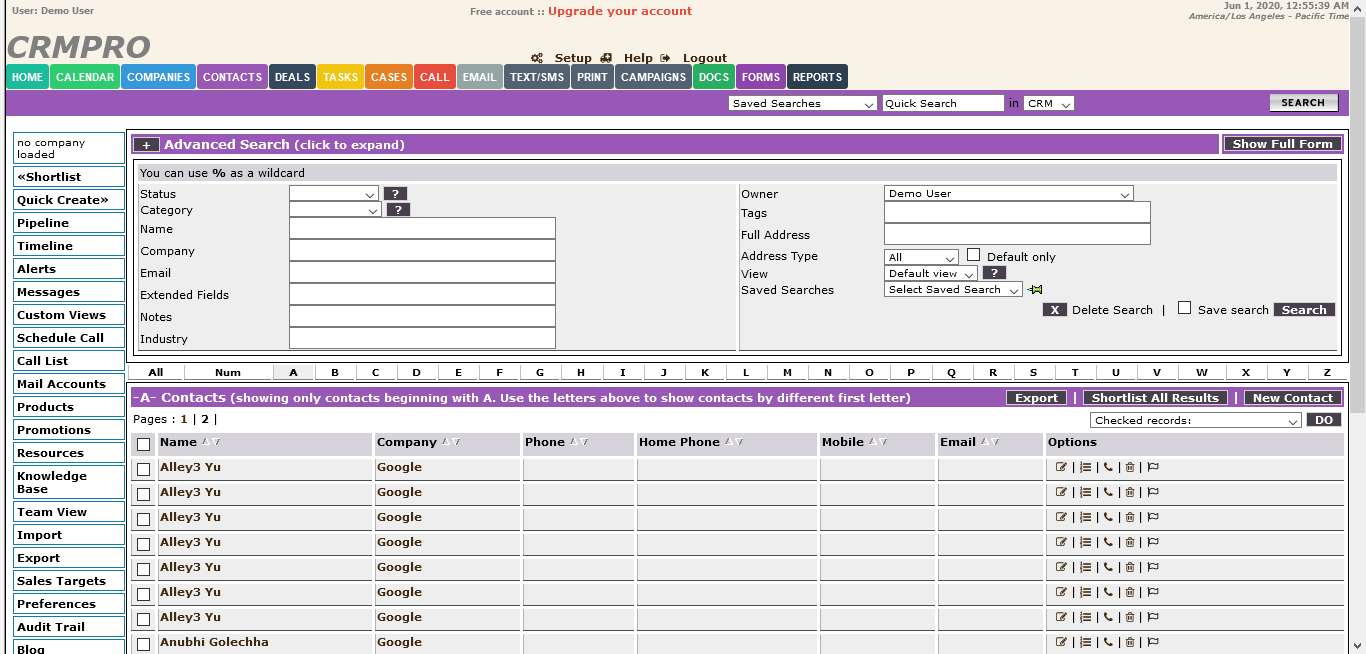 User: Demo User
Free account :: Upgrade your account
Jun 1, 2020, 12:55:39 AM
America/Los Angeles - Pacific Time
CRMPRO
Setup Help Logout
HOME CALENDAR COMPANIES CONTACTS DEALS TASKS CASES CALL EMAIL TEXT/SMS PRINT CAMPAIGNS DOCS FORMS REPORTS
Saved Searches Quick Search in CRM SEARCH
no company
loaded
«Shortlist
Quick Create»
Pipeline
Timeline
Alerts
Messages
Custom Views
Schedule Call
Call List
Mail Accounts
Products
Promotions
Resources
Knowledge
Base
Team View
Import
Export
Sales Targets
Preferences
Audit Trail
Blog
+ Advanced Search (click to expand) Show Full Form
You can use % as a wildcard
Status ?
Category ?
Name
Company
Email
Extended Fields
Notes
Industry
Owner Demo User
Tags
Full Address
Address Type All Default only
View Default view ?
Saved Searches Select Saved Search
X Delete Search | Save search Search
All Num A B C D E F G H I J K L M N O P Q R S T U V W X Y Z
-A- Contacts (showing only contacts beginning with A. Use the letters above to show contacts by different first letter) Export | Shortlist All Results | New Contact
Pages : 1 | 2 |
Checked records: DO
Name Company Phone Home Phone Mobile Email Options
Alley3 Yu Google | | | |
Alley3 Yu Google | | | |
Alley3 Yu Google | | | |
Alley3 Yu Google | | | |
Alley3 Yu Google | | | |
Alley3 Yu Google | | | |
Alley3 Yu Google | | | |
Anubhi Golechha Google | | | |